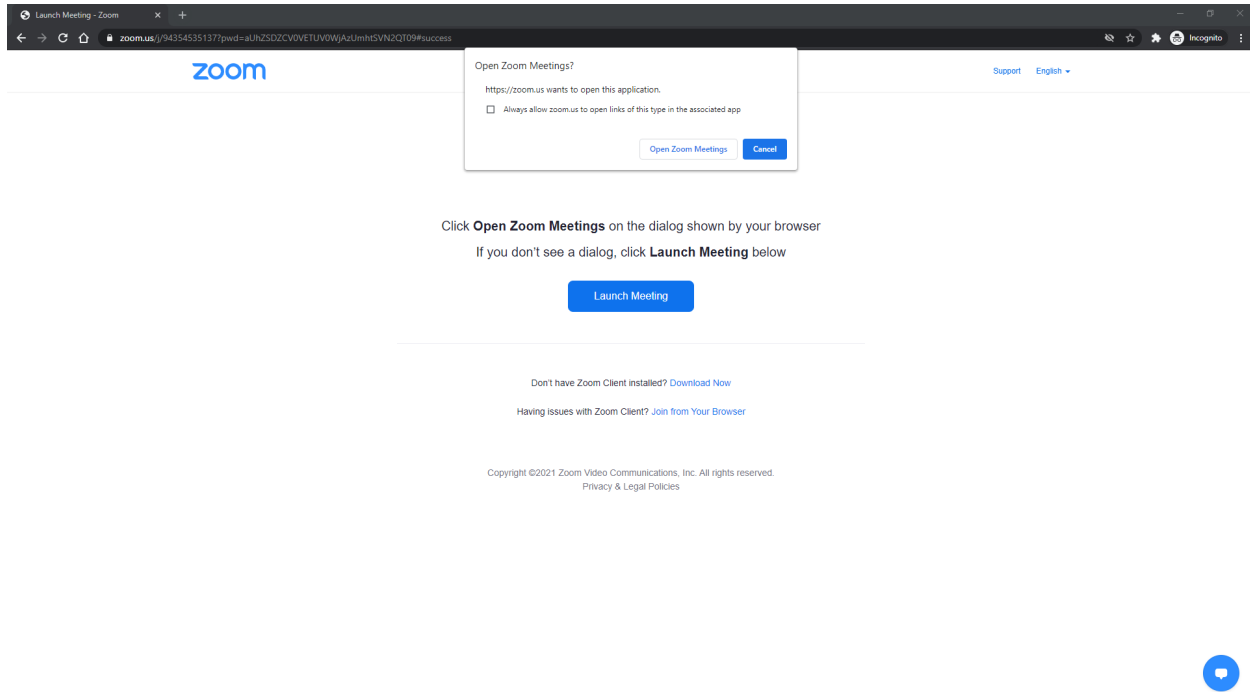 Launch Meeting - Zoom
zoom.us/j/94354535137?pwd=aUhZSDZCV0VETUV0WjAzUmhtSVN2QT09#success
Incognito
zoom
Support English
Open Zoom Meetings?
https://zoom.us wants to open this application.
Always allow zoom.us to open links of this type in the associated app
Open Zoom Meetings Cancel
Click Open Zoom Meetings on the dialog shown by your browser
If you don't see a dialog, click Launch Meeting below
Launch Meeting
Don't have Zoom Client installed? Download Now
Having issues with Zoom Client? Join from Your Browser
Copyright ©2021 Zoom Video Communications, Inc. All rights reserved.
Privacy & Legal Policies